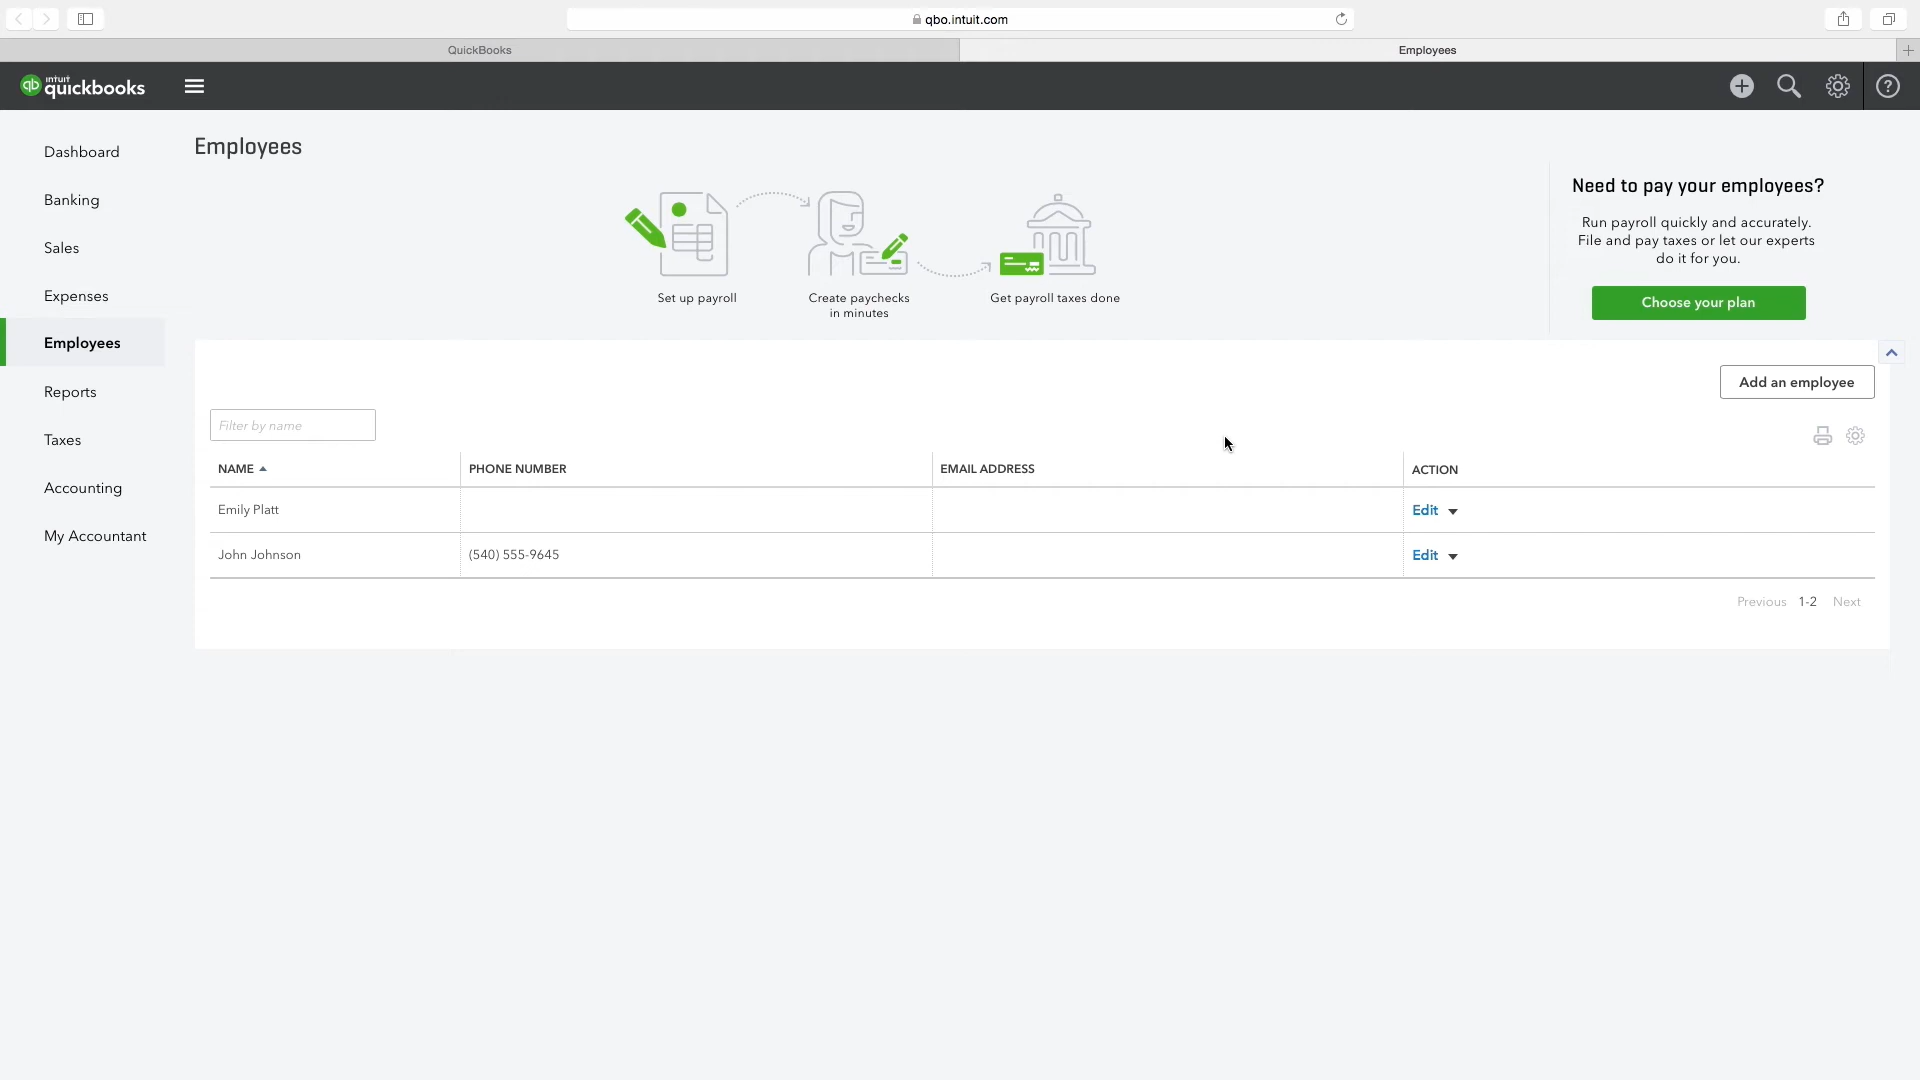 qbo.intuit.com
QuickBooks
Employees
intuit
quickbooks
Dashboard
Banking
Sales
Expenses
Employees
Reports
Taxes
Accounting
My Accountant
Employees
Set up payroll
Create paychecks
in minutes
Get payroll taxes done
Need to pay your employees?
Run payroll quickly and accurately.
File and pay taxes or let our experts
do it for you.
Choose your plan
Add an employee
Filter by name
NAME PHONE NUMBER EMAIL ADDRESS ACTION
Emily Platt Edit
John Johnson (540) 555-9645 Edit
Previous 1-2 Next